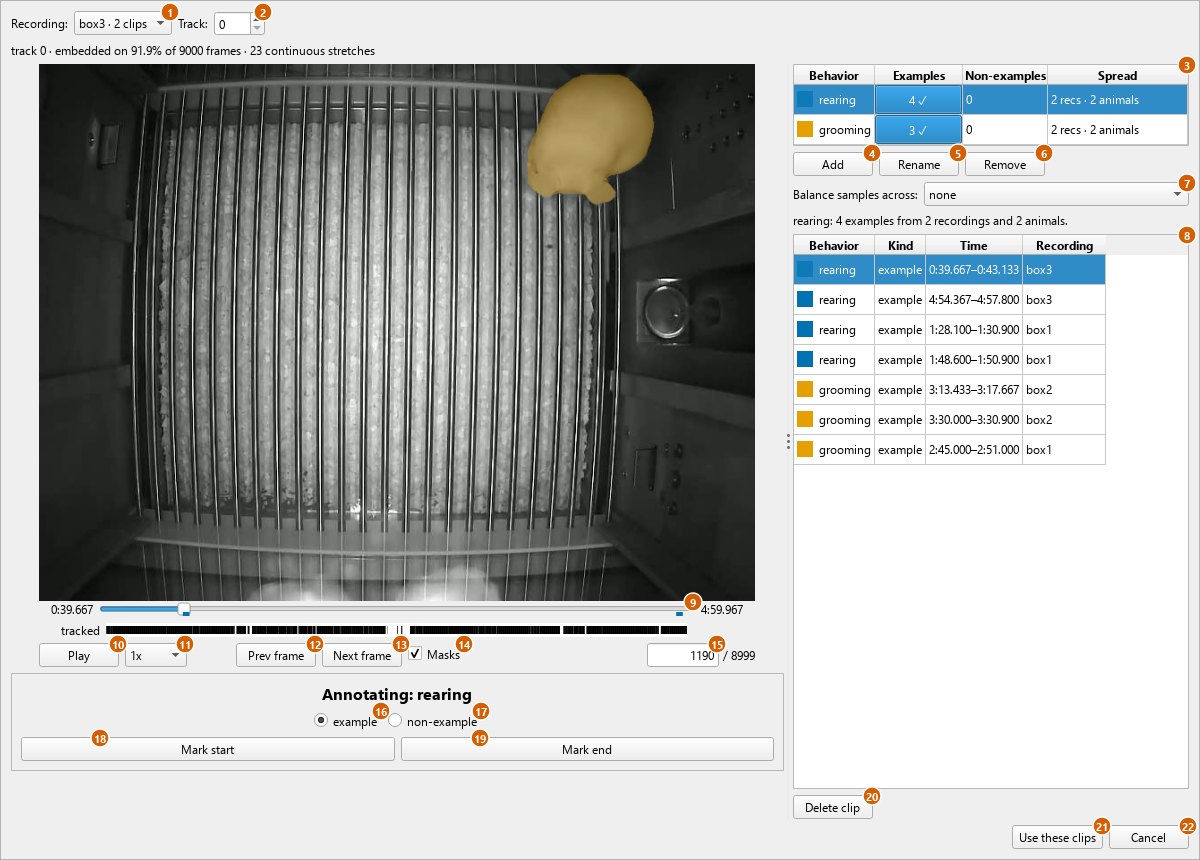 Recording: box3 · 2 clips 1 Track: 0 2
track 0 · embedded on 91.9% of 9000 frames · 23 continuous stretches
3
Behavior Examples Non-examples Spread
rearing 4 ✓ 0 2 recs · 2 animals
grooming 3 ✓ 0 2 recs · 2 animals
Add 4 Rename 5 Remove 6
Balance samples across: none 7
rearing: 4 examples from 2 recordings and 2 animals.
8
Behavior Kind Time Recording
rearing example 0:39.667–0:43.133 box3
rearing example 4:54.367–4:57.800 box3
rearing example 1:28.100–1:30.900 box1
rearing example 1:48.600–1:50.900 box1
grooming example 3:13.433–3:17.667 box2
grooming example 3:30.000–3:30.900 box2
grooming example 2:45.000–2:51.000 box1
0:39.667 9 4:59.967
tracked
Play 10 1x 11 Prev frame 12 Next frame 13 Masks 14 1190 15 / 8999
Annotating: rearing
example 16 non-example 17
Mark start 18 Mark end 19
Delete clip 20
Use these clips 21 Cancel 22